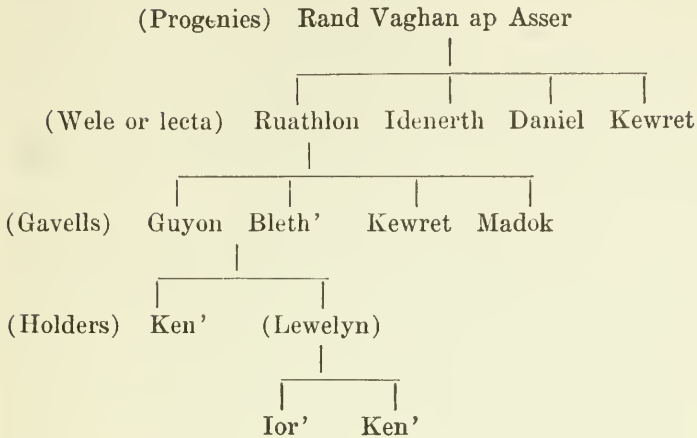 (Progenies) Rand Vaghan ap Asser
(Wele or lecta) Ruathlon Idenerth Daniel Kewret
(Gavells) Guyon Bleth' Kewret Madok
(Holders) Ken' (Lewelyn)
Ior' Ken'